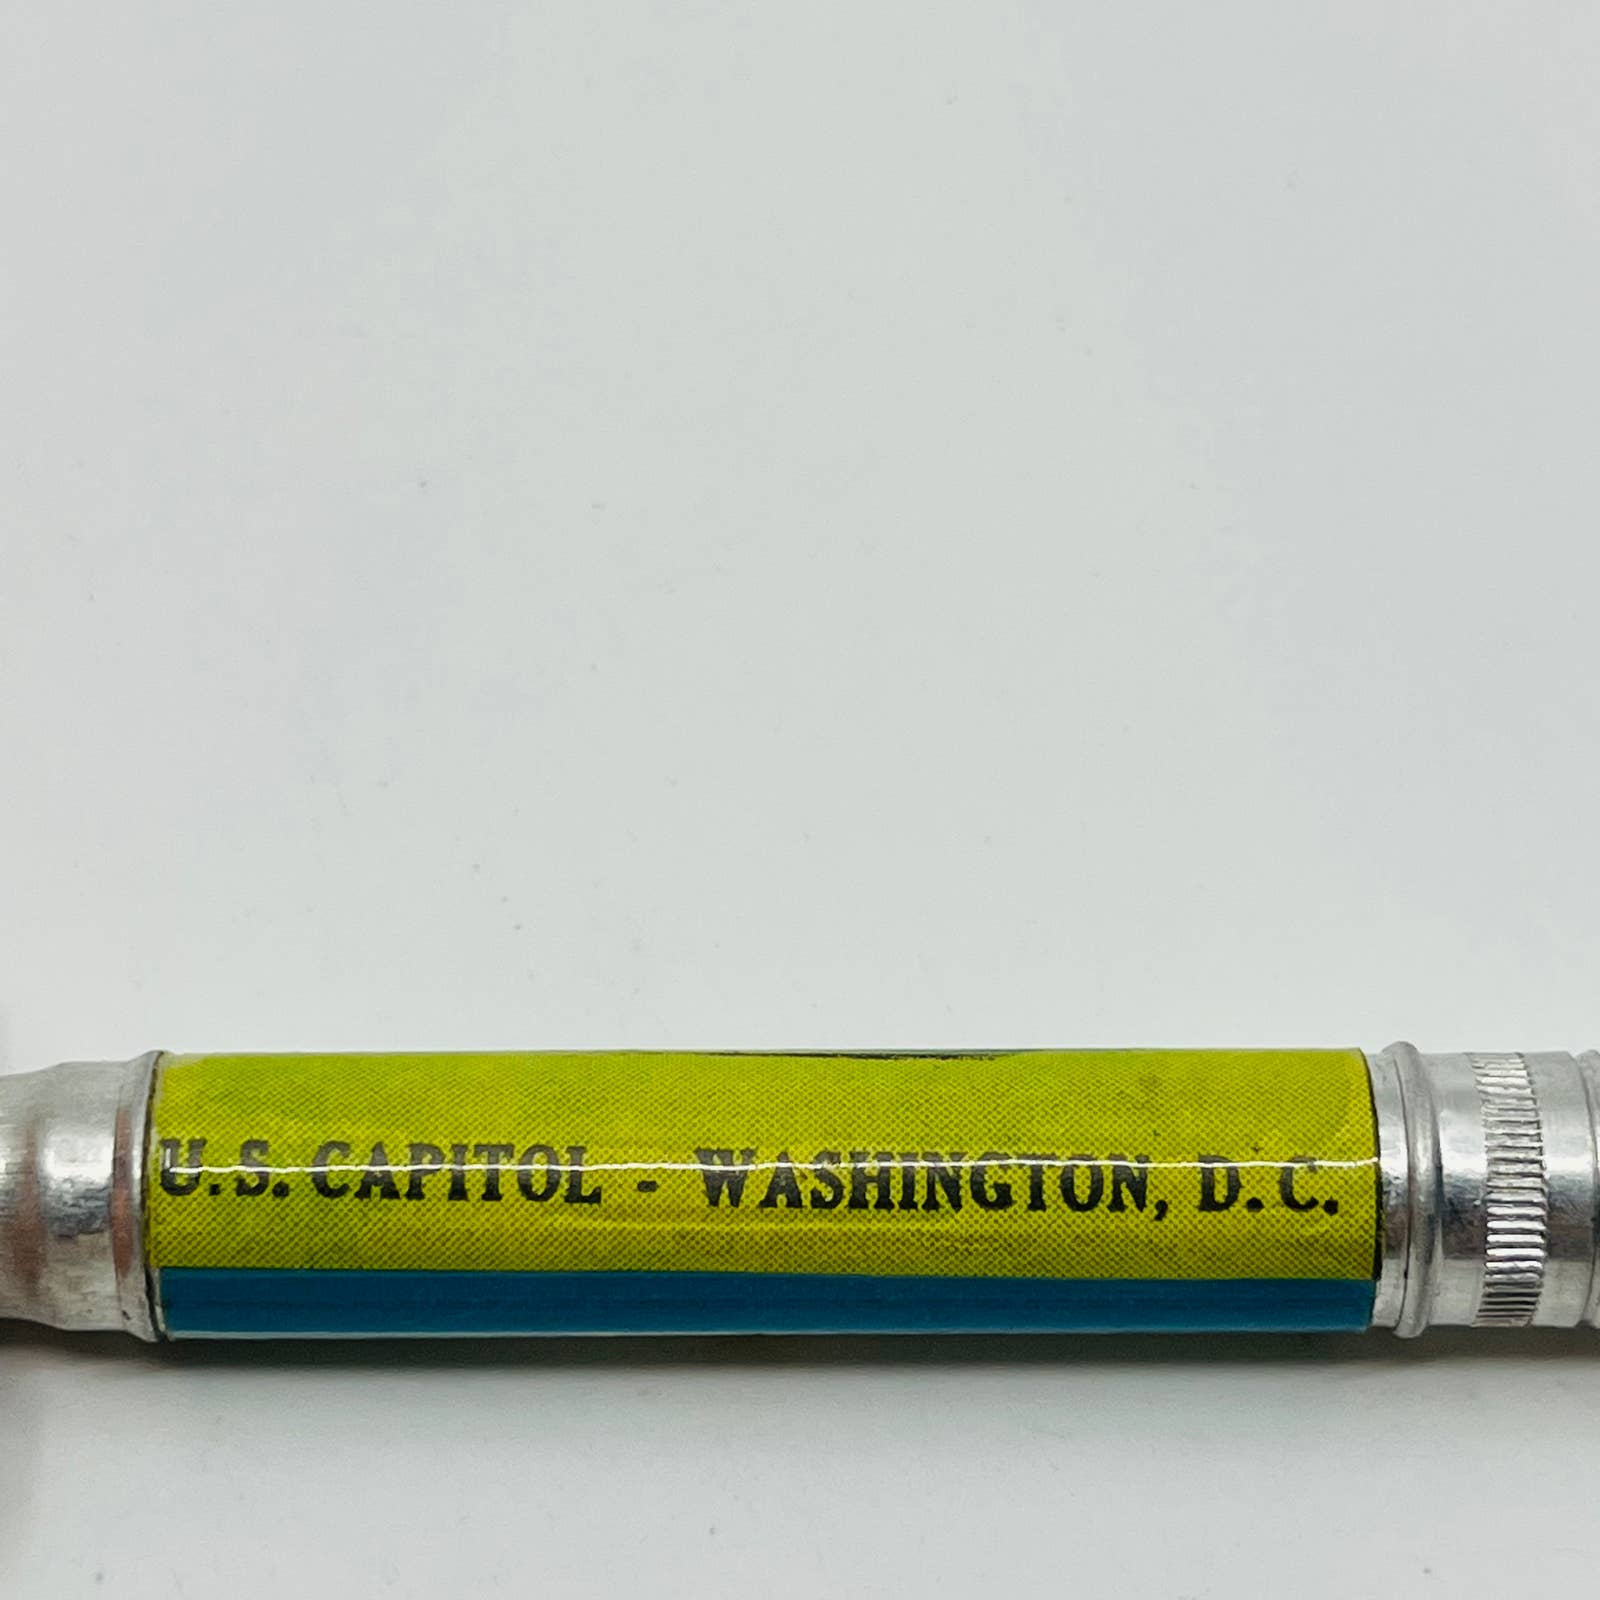 U.S. CAPITOL - WASHINGTON, D.C.